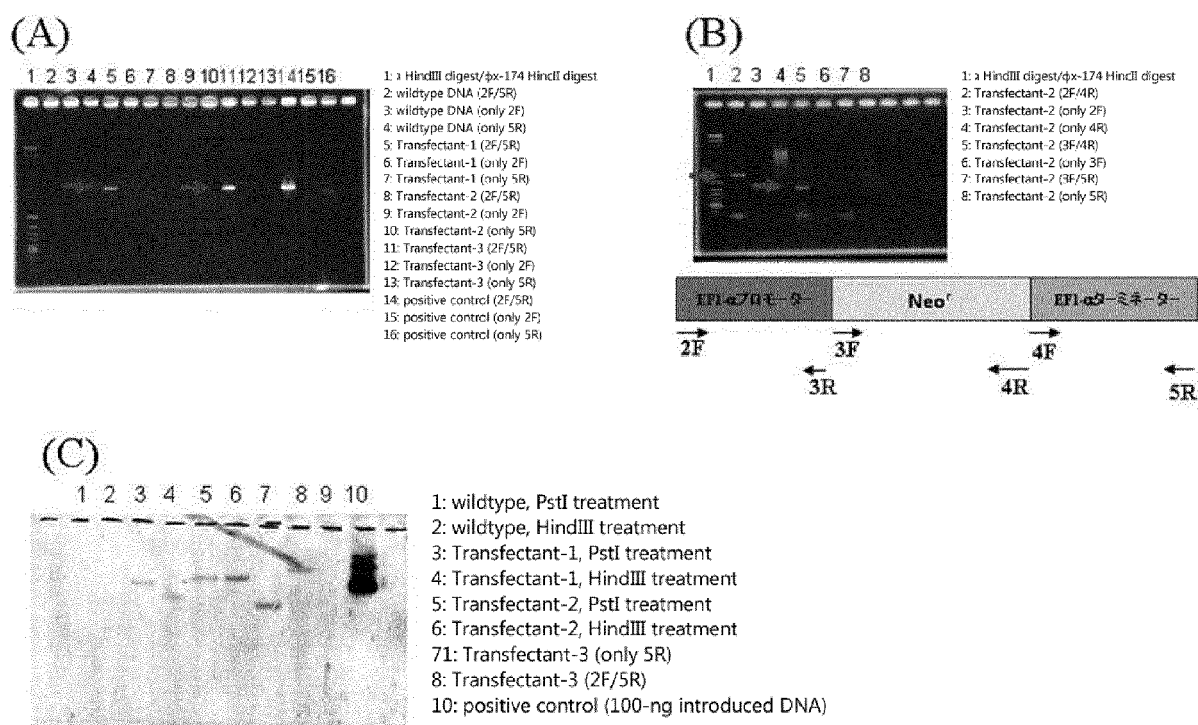 (A)
1 2 3 4 5 6 7 8 9 10 11 12 13 14 15 16
1: λ HindIII digest/φx-174 HincII digest
2: wildtype DNA (2F/5R)
3: wildtype DNA (only 2F)
4: wildtype DNA (only 5R)
5: Transfectant-1 (2F/5R)
6: Transfectant-1 (only 2F)
7: Transfectant-1 (only 5R)
8: Transfectant-2 (2F/5R)
9: Transfectant-2 (only 2F)
10: Transfectant-2 (only 5R)
11: Transfectant-3 (2F/5R)
12: Transfectant-3 (only 2F)
13: Transfectant-3 (only 5R)
14: positive control (2F/5R)
15: positive control (only 2F)
16: positive control (only 5R)
(B)
1 2 3 4 5 6 7 8
1: λ HindIII digest/φx-174 HincII digest
2: Transfectant-2 (2F/4R)
3: Transfectant-2 (only 2F)
4: Transfectant-2 (only 4R)
5: Transfectant-2 (3F/4R)
6: Transfectant-2 (only 3F)
7: Transfectant-2 (3F/5R)
8: Transfectant-2 (only 5R)
EF1-αプロモーター Neoʳ EF1-αターミネーター
2F 3F 4F
3R 4R 5R
(C)
1 2 3 4 5 6 7 8 9 10
1: wildtype, PstI treatment
2: wildtype, HindIII treatment
3: Transfectant-1, PstI treatment
4: Transfectant-1, HindIII treatment
5: Transfectant-2, PstI treatment
6: Transfectant-2, HindIII treatment
71: Transfectant-3 (only 5R)
8: Transfectant-3 (2F/5R)
10: positive control (100-ng introduced DNA)